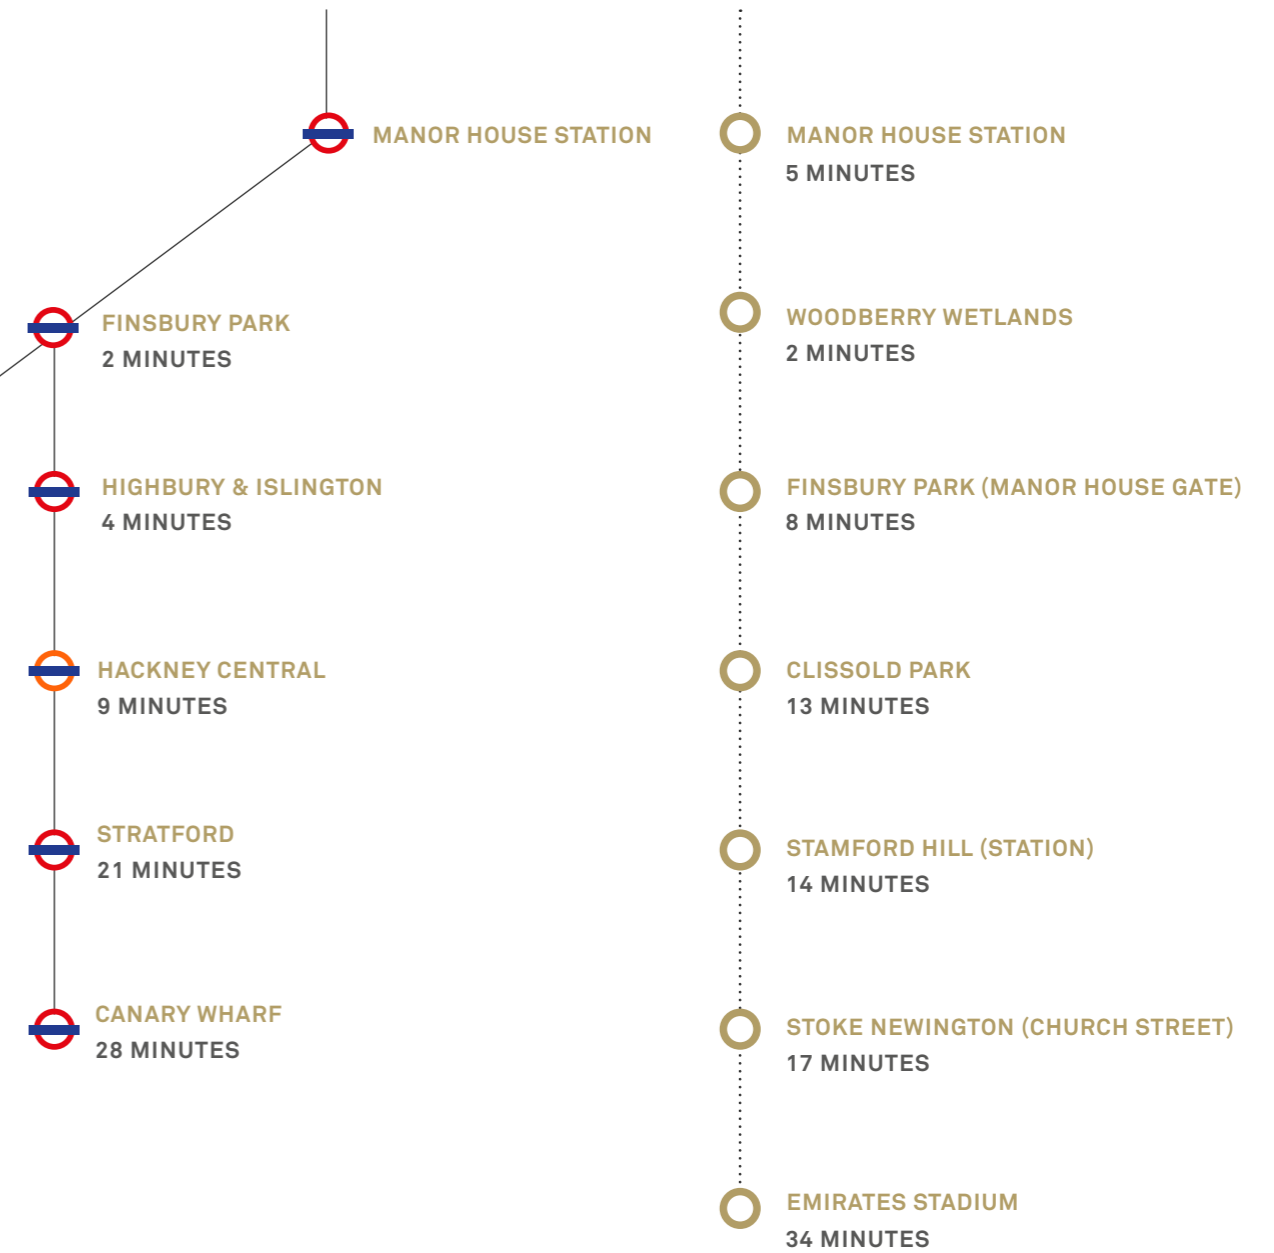 MANOR HOUSE STATION
FINSBURY PARK
2 MINUTES
HIGHBURY & ISLINGTON
4 MINUTES
HACKNEY CENTRAL
9 MINUTES
STRATFORD
21 MINUTES
CANARY WHARF
28 MINUTES
MANOR HOUSE STATION
5 MINUTES
WOODBERRY WETLANDS
2 MINUTES
FINSBURY PARK (MANOR HOUSE GATE)
8 MINUTES
CLISSOLD PARK
13 MINUTES
STAMFORD HILL (STATION)
14 MINUTES
STOKE NEWINGTON (CHURCH STREET)
17 MINUTES
EMIRATES STADIUM
34 MINUTES